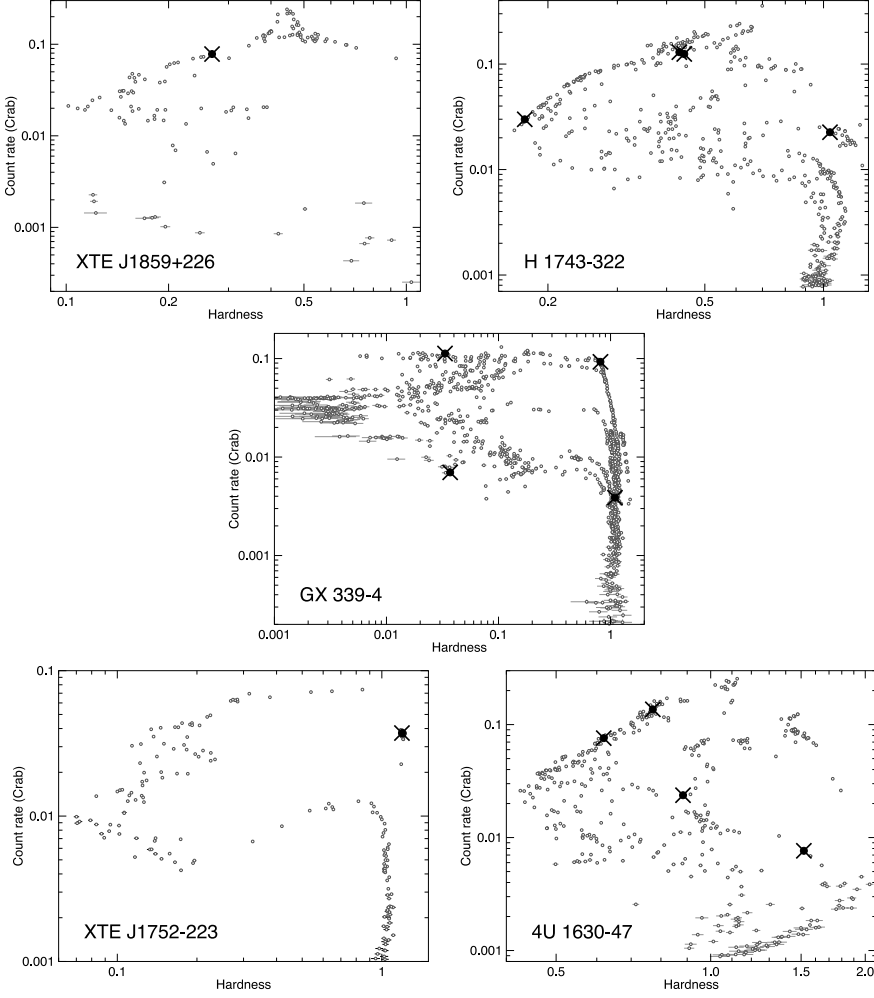 Count rate (Crab)
0.1
0.01
0.001
XTE J1859+226
0.1
0.2
0.5
1
Hardness
Count rate (Crab)
0.1
0.01
0.001
H 1743-322
0.2
0.5
1
Hardness
Count rate (Crab)
0.1
0.01
0.001
GX 339-4
0.001
0.01
0.1
1
Hardness
Count rate (Crab)
0.1
0.01
0.001
XTE J1752-223
0.1
1
Hardness
Count rate (Crab)
0.1
0.01
0.001
4U 1630-47
0.5
1.0
1.5
2.0
Hardness